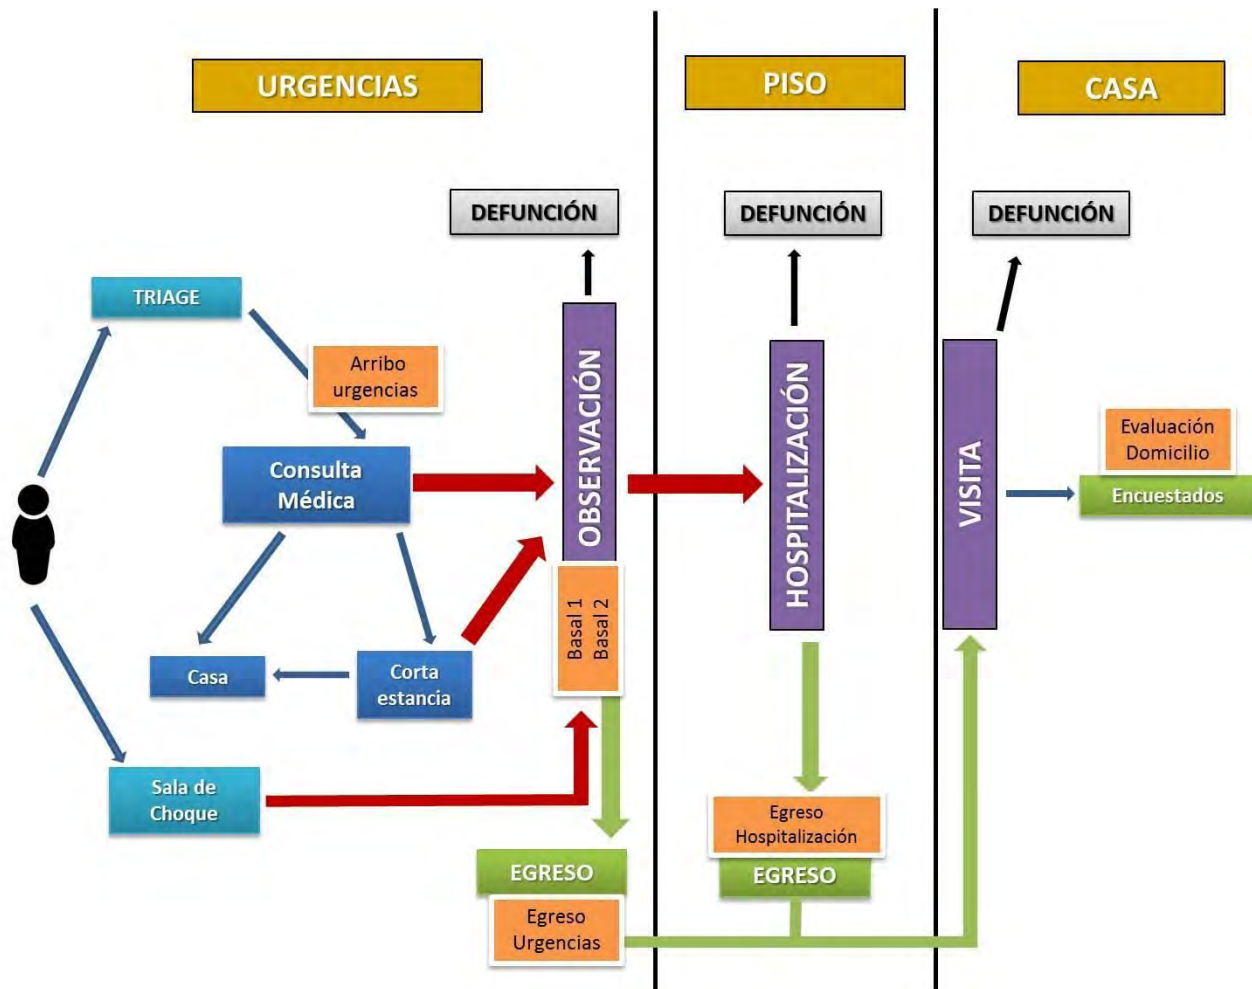 URGENCIAS
PISO
CASA
DEFUNCIÓN
DEFUNCIÓN
DEFUNCIÓN
TRIAGE
Arribo
urgencias
Consulta
Médica
OBSERVACIÓN
Basal 1
Basal 2
HOSPITALIZACIÓN
VISITA
Evaluación
Domicilio
Encuestados
Casa
Corta
estancia
Sala de
Choque
EGRESO
Egreso
Urgencias
Egreso
Hospitalización
EGRESO